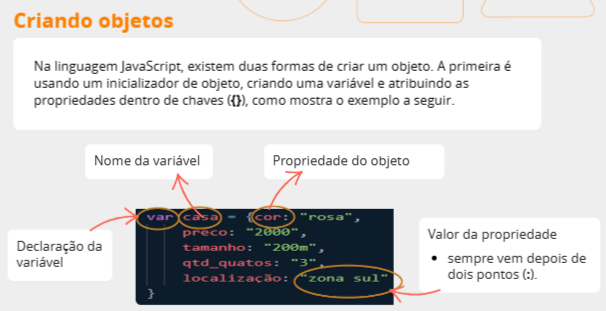 Criando objetos
Na linguagem JavaScript, existem duas formas de criar um objeto. A primeira é
usando um inicializador de objeto, criando uma variável e atribuindo as
propriedades dentro de chaves ({}), como mostra o exemplo a seguir.
Nome da variável
Propriedade do objeto
var casa = {cor: "rosa",
preco: "2000",
tamanho: "200m",
qtd_quatos: "3",
localização: "zona sul"
}
Declaração da
variável
Valor da propriedade
• sempre vem depois de
dois pontos (:).